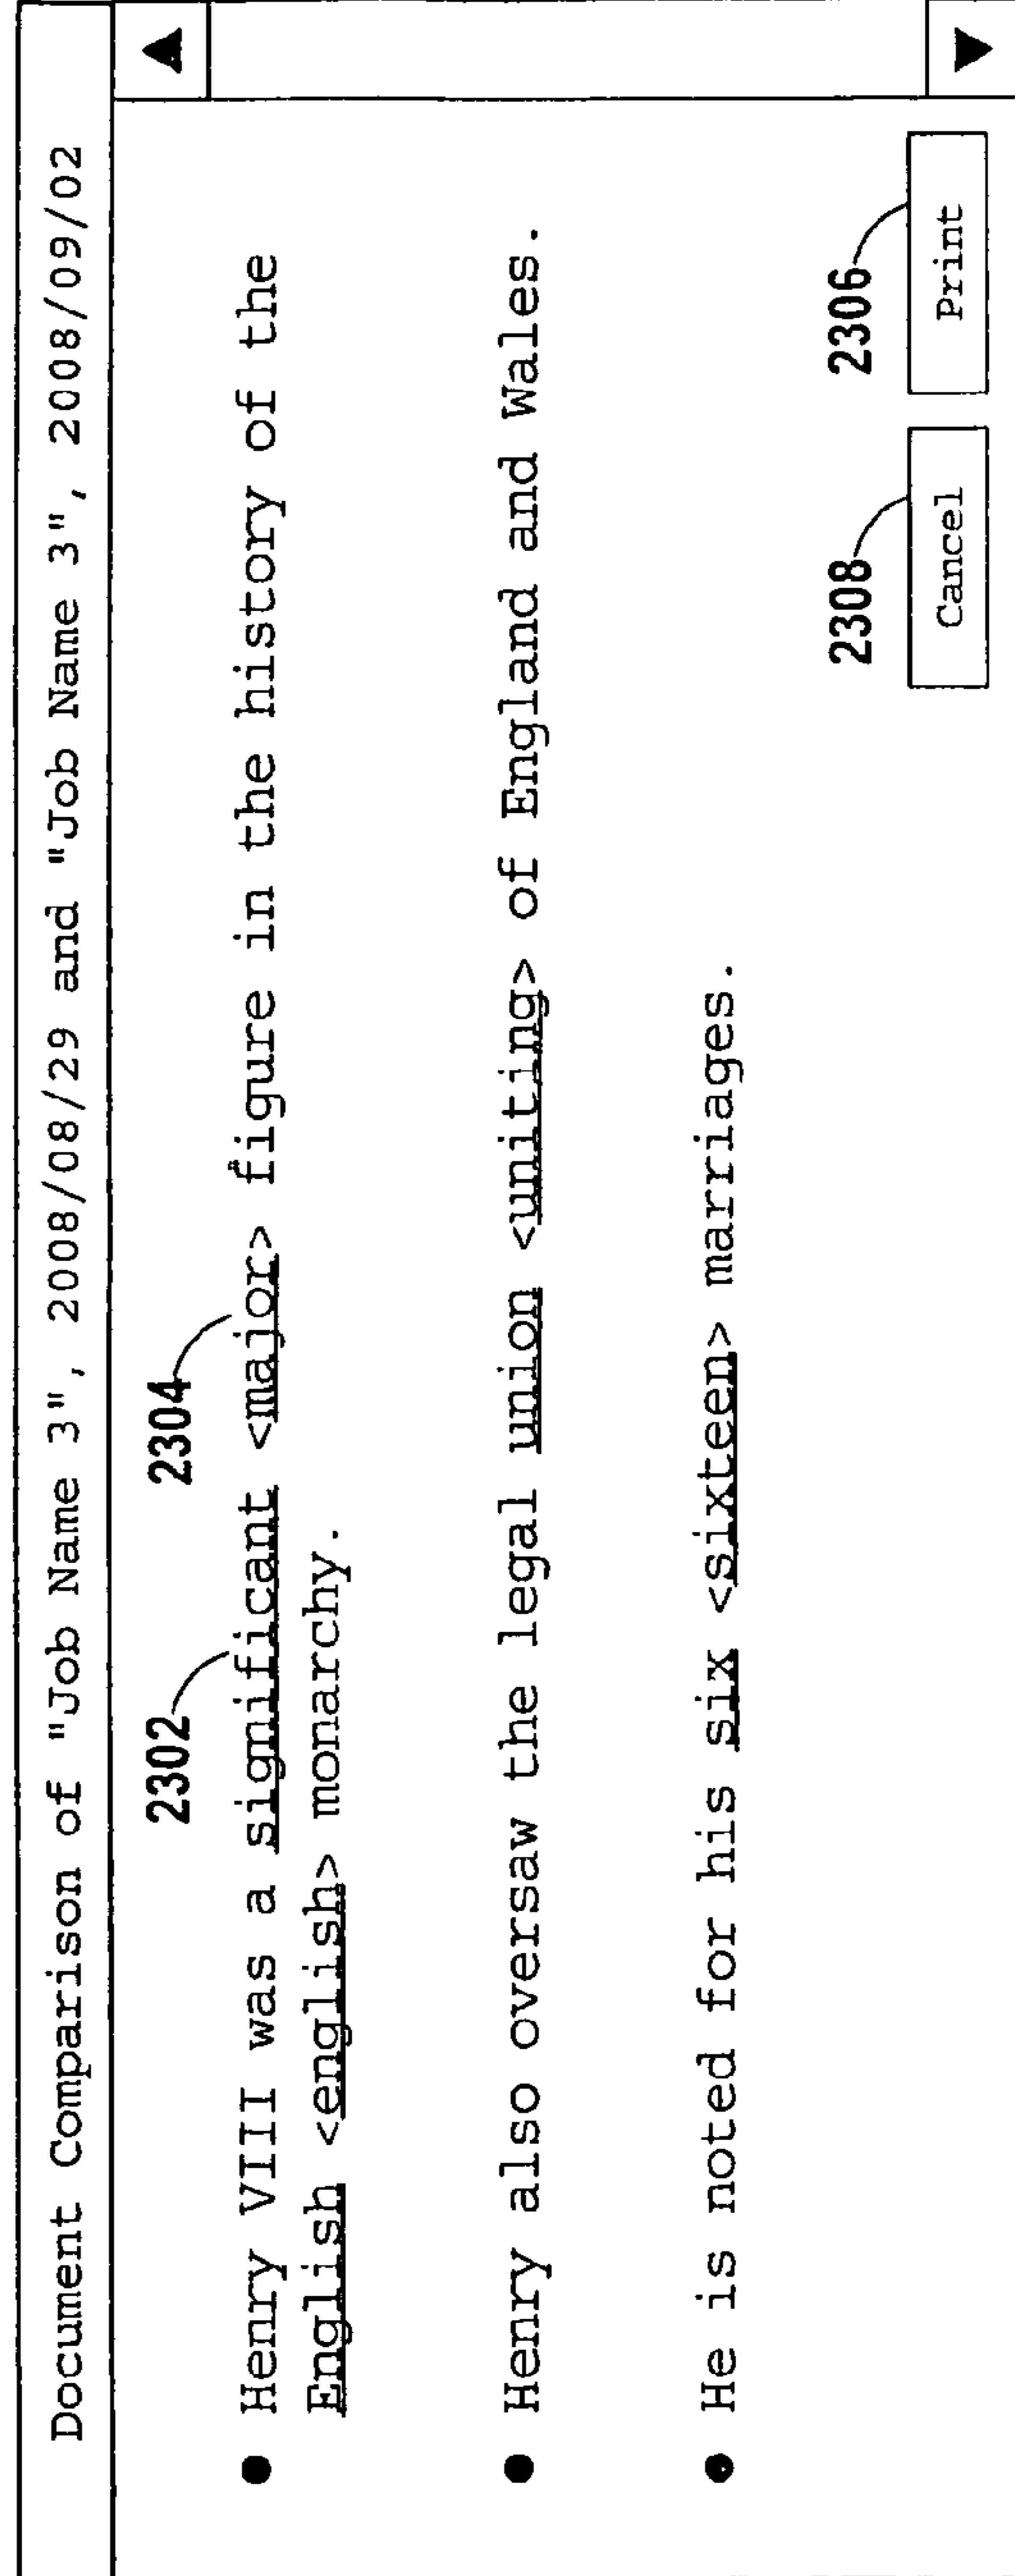 Document Comparison of "Job Name 3", 2008/08/29 and "Job Name 3", 2008/09/02
2302
2304
● Henry VIII was a significant <major> figure in the history of the
English <english> monarchy.
● Henry also oversaw the legal union <uniting> of England and Wales.
● He is noted for his six <sixteen> marriages.
2308
2306
Cancel
Print